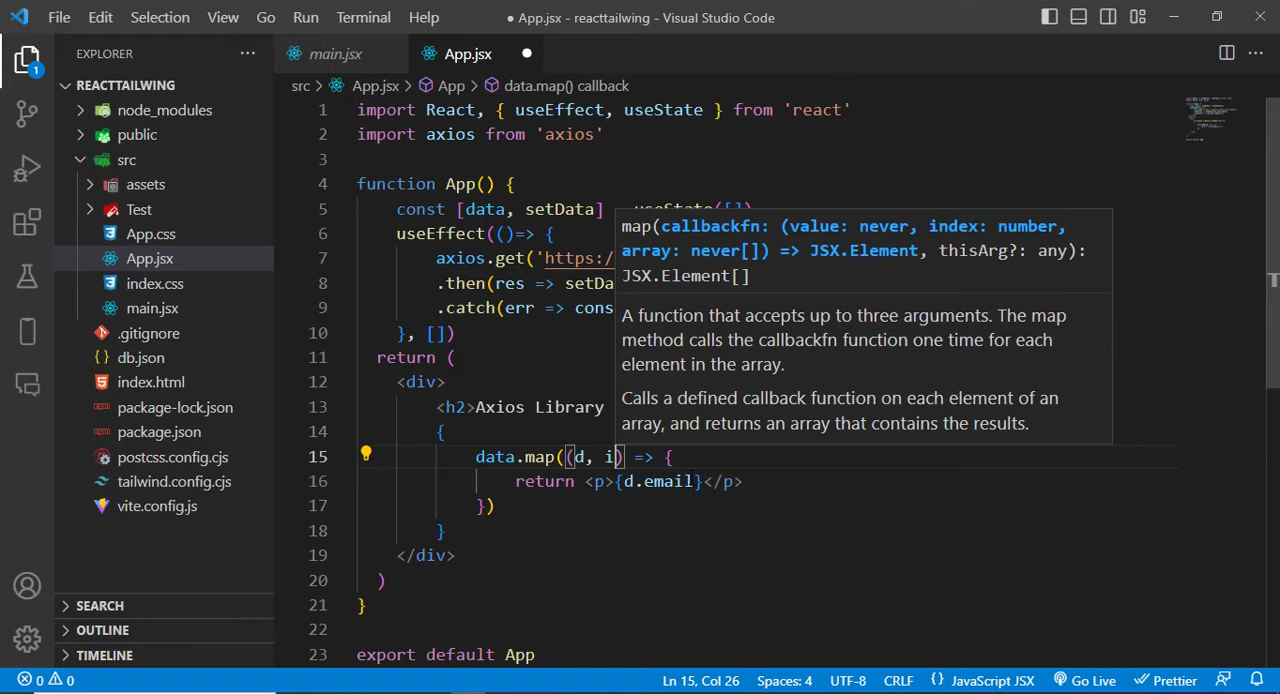 File Edit Selection View Go Run Terminal Help ● App.jsx - reacttailwing - Visual Studio Code
EXPLORER ···
main.jsx App.jsx
1
REACTTAILWING
src > App.jsx > App > data.map() callback
node_modules
public
src
assets
Test
App.css
App.jsx
index.css
main.jsx
.gitignore
db.json
index.html
package-lock.json
package.json
postcss.config.cjs
tailwind.config.cjs
vite.config.js
SEARCH
OUTLINE
TIMELINE
1 import React, { useEffect, useState } from 'react'
2 import axios from 'axios'
3
4 function App() {
5 const [data, setData] = useState([])
6 useEffect(()=> {
7 axios.get('https:/
8 .then(res => setDa
9 .catch(err => cons
10 }, [])
11 return (
12 <div>
13 <h2>Axios Library
14 {
15 data.map((d, i) => {
16 return <p>{d.email}</p>
17 })
18 }
19 </div>
20 )
21 }
22
23 export default App
map(callbackfn: (value: never, index: number,
array: never[]) => JSX.Element, thisArg?: any):
JSX.Element[]
A function that accepts up to three arguments. The map
method calls the callbackfn function one time for each
element in the array.
Calls a defined callback function on each element of an
array, and returns an array that contains the results.
0 0 Ln 15, Col 26 Spaces: 4 UTF-8 CRLF {} JavaScript JSX Go Live Prettier